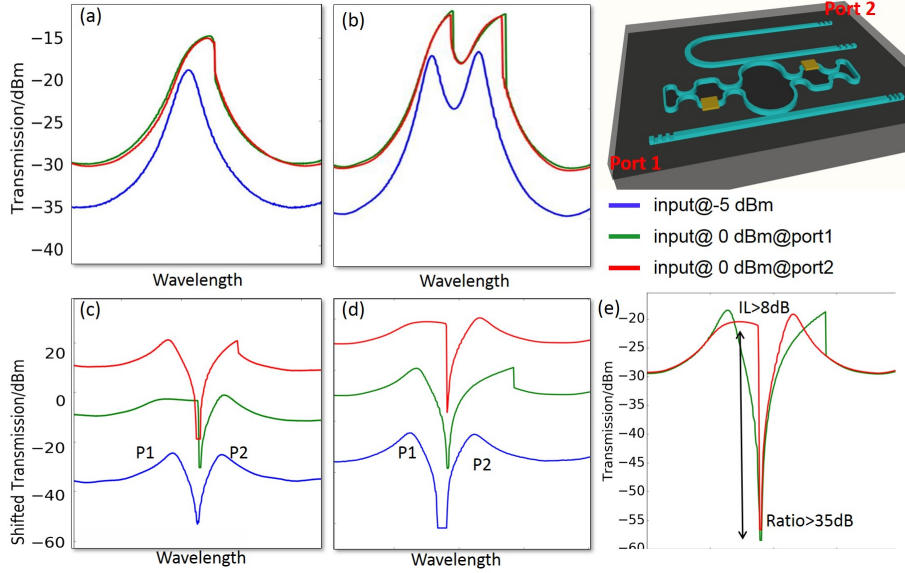 (a)
(b)
Port 2
Port 1
Transmission/dBm
−15
−20
−25
−30
−35
−40
Wavelength
Wavelength
input@-5 dBm
input@ 0 dBm@port1
input@ 0 dBm@port2
(c)
(d)
(e)
Shifted Transmission/dBm
20
0
−20
−40
−60
P1
P2
P1
P2
Wavelength
Wavelength
IL>8dB
Transmission/dBm
−20
−25
−30
−35
−40
−45
−50
−55
−60
Ratio>35dB